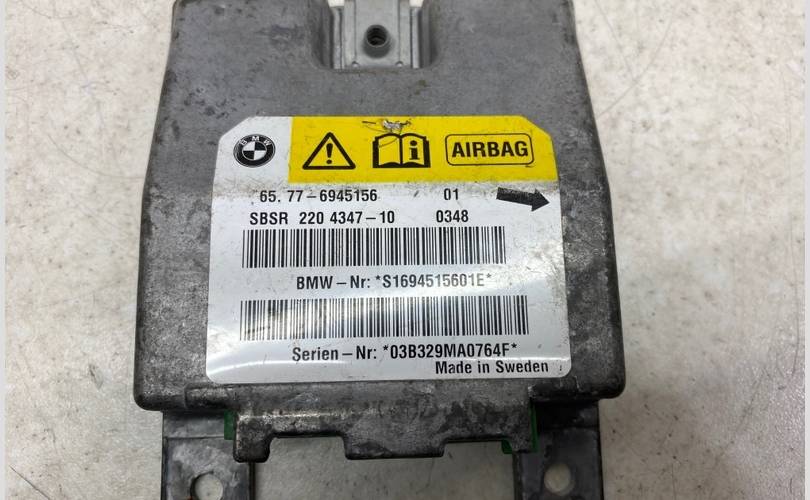 BMW
AIRBAG
65. 77-6945156 01
SBSR 220 4347-10 0348
BMW-Nr: *S1694515601E*
Serien-Nr: *03B329MA0764F*
Made in Sweden